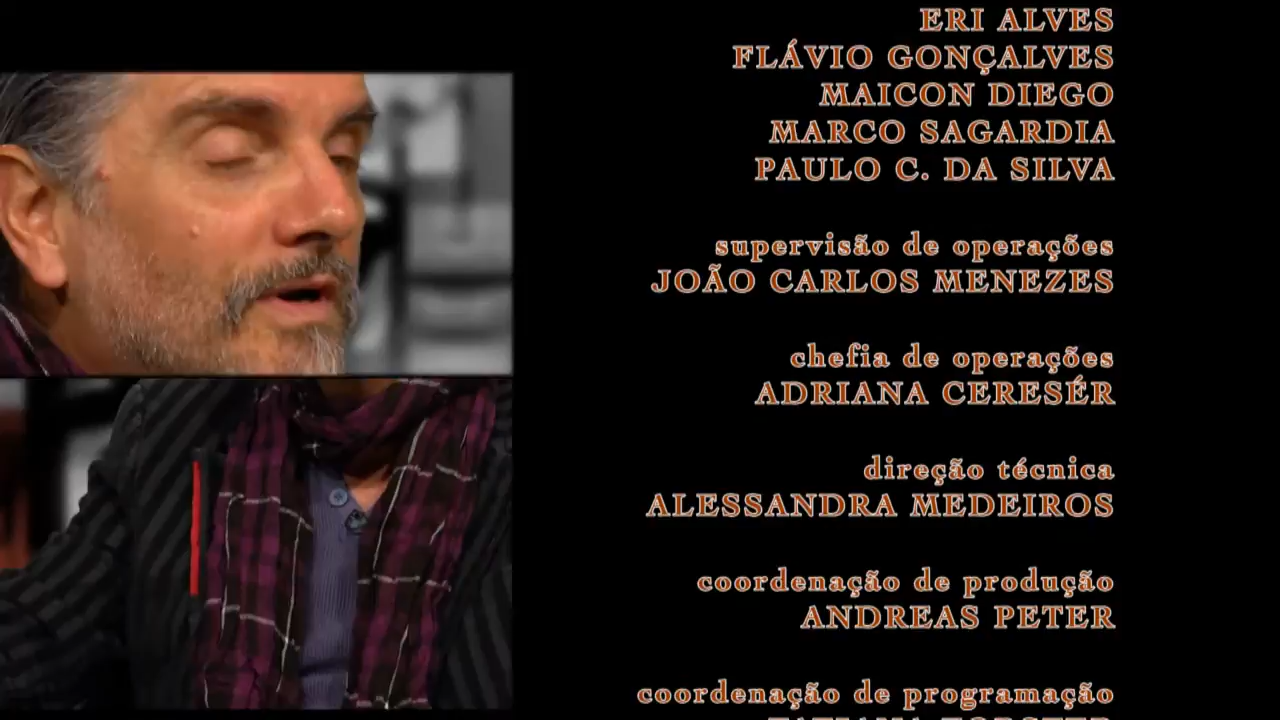 ERI ALVES
FLÁVIO GONÇALVES
MAICON DIEGO
MARCO SAGARDIA
PAULO C. DA SILVA
supervisão de operações
JOÃO CARLOS MENEZES
chefia de operações
ADRIANA CERESÉR
direção técnica
ALESSANDRA MEDEIROS
coordenação de produção
ANDREAS PETER
coordenação de programação